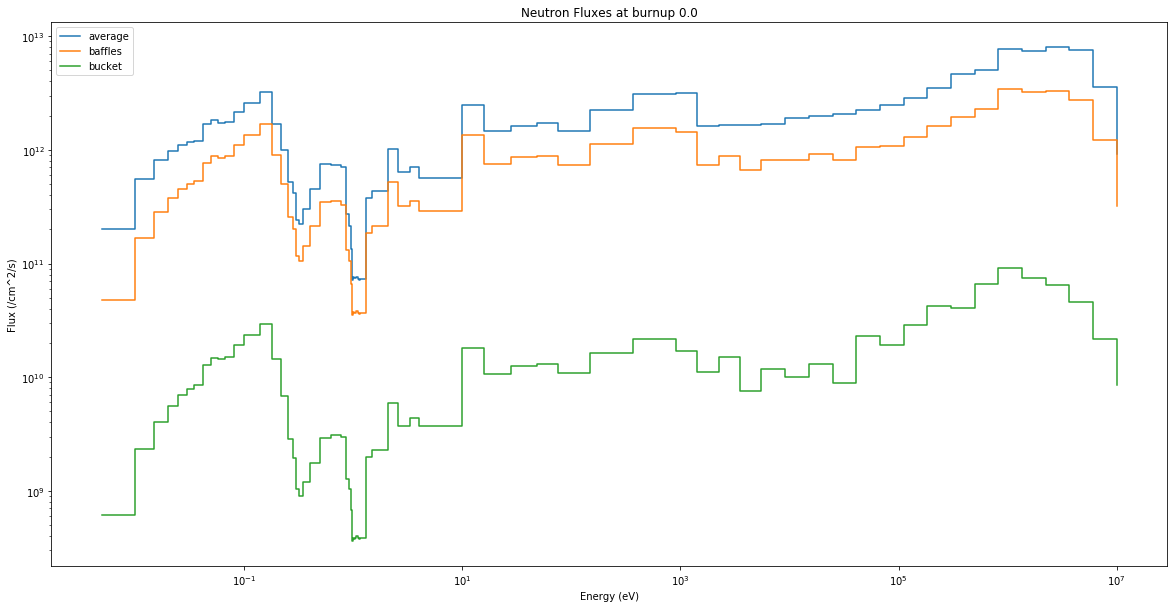 Neutron Fluxes at burnup 0.0
average
baffles
bucket
10^13
10^12
10^11
10^10
10^9
Flux (/cm^2/s)
10^-1 10^1 10^3 10^5 10^7
Energy (eV)